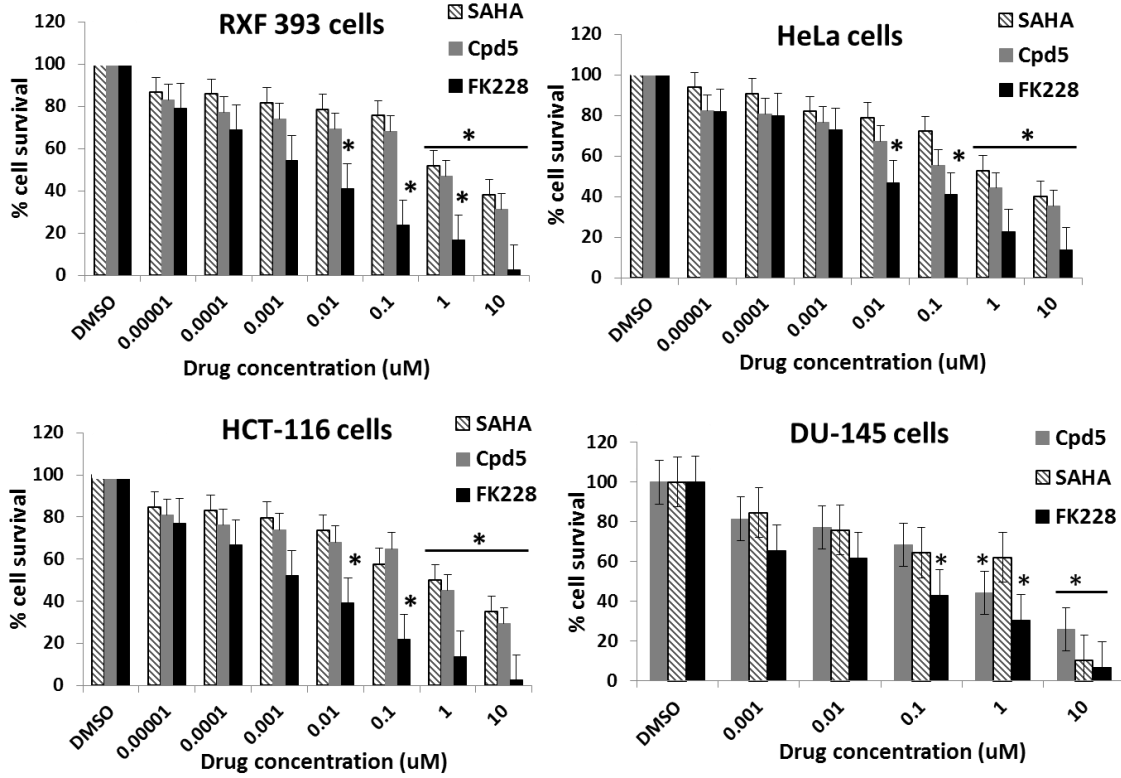 RXF 393 cells
SAHA
Cpd5
FK228
120
100
80
60
40
20
0
% cell survival
*
*
*
*
DMSO
0.00001
0.0001
0.001
0.01
0.1
1
10
Drug concentration (uM)
HeLa cells
SAHA
Cpd5
FK228
120
100
80
60
40
20
0
% cell survival
*
*
*
DMSO
0.00001
0.0001
0.001
0.01
0.1
1
10
Drug concentration (uM)
HCT-116 cells
SAHA
Cpd5
FK228
120
100
80
60
40
20
0
% cell survival
*
*
*
DMSO
0.00001
0.0001
0.001
0.01
0.1
1
10
Drug concentration (uM)
DU-145 cells
Cpd5
SAHA
FK228
120
100
80
60
40
20
0
% cell survival
*
*
*
*
DMSO
0.001
0.01
0.1
1
10
Drug concentration (uM)